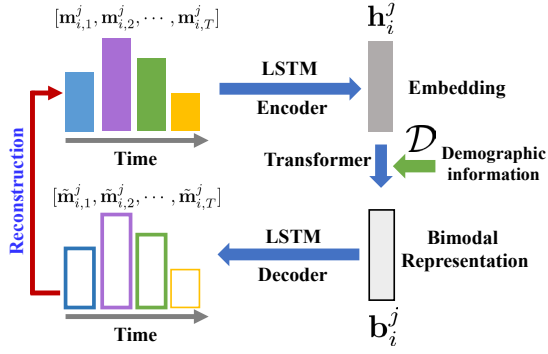 [𝐦^j_{i,1}, 𝐦^j_{i,2}, ⋯, 𝐦^j_{i,T}]
𝐡^j_i
LSTM
Encoder
Embedding
Time
Transformer
𝒟
Demographic
information
Reconstruction
[𝐦̃^j_{i,1}, 𝐦̃^j_{i,2}, ⋯, 𝐦̃^j_{i,T}]
LSTM
Decoder
Bimodal
Representation
Time
𝐛^j_i